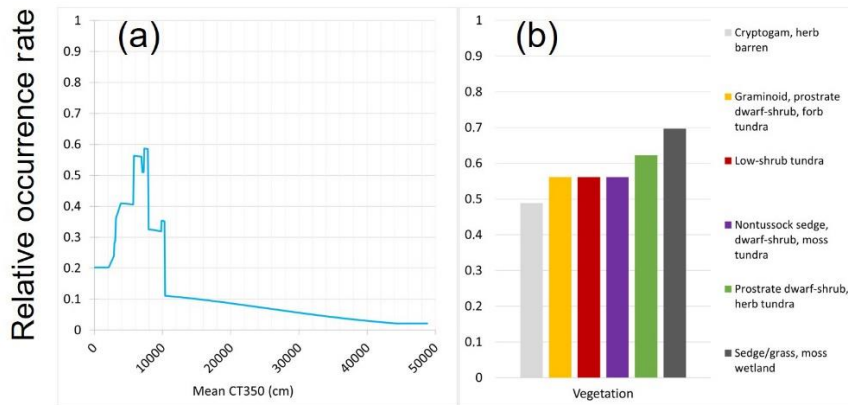 Relative occurrence rate
(a)
1
0.9
0.8
0.7
0.6
0.5
0.4
0.3
0.2
0.1
0
0
10000
20000
30000
40000
50000
Mean CT350 (cm)
(b)
1
0.9
0.8
0.7
0.6
0.5
0.4
0.3
0.2
0.1
0
Vegetation
Cryptogam, herb
barren
Graminoid, prostrate
dwarf-shrub, forb
tundra
Low-shrub tundra
Nontussock sedge,
dwarf-shrub, moss
tundra
Prostrate dwarf-shrub,
herb tundra
Sedge/grass, moss
wetland